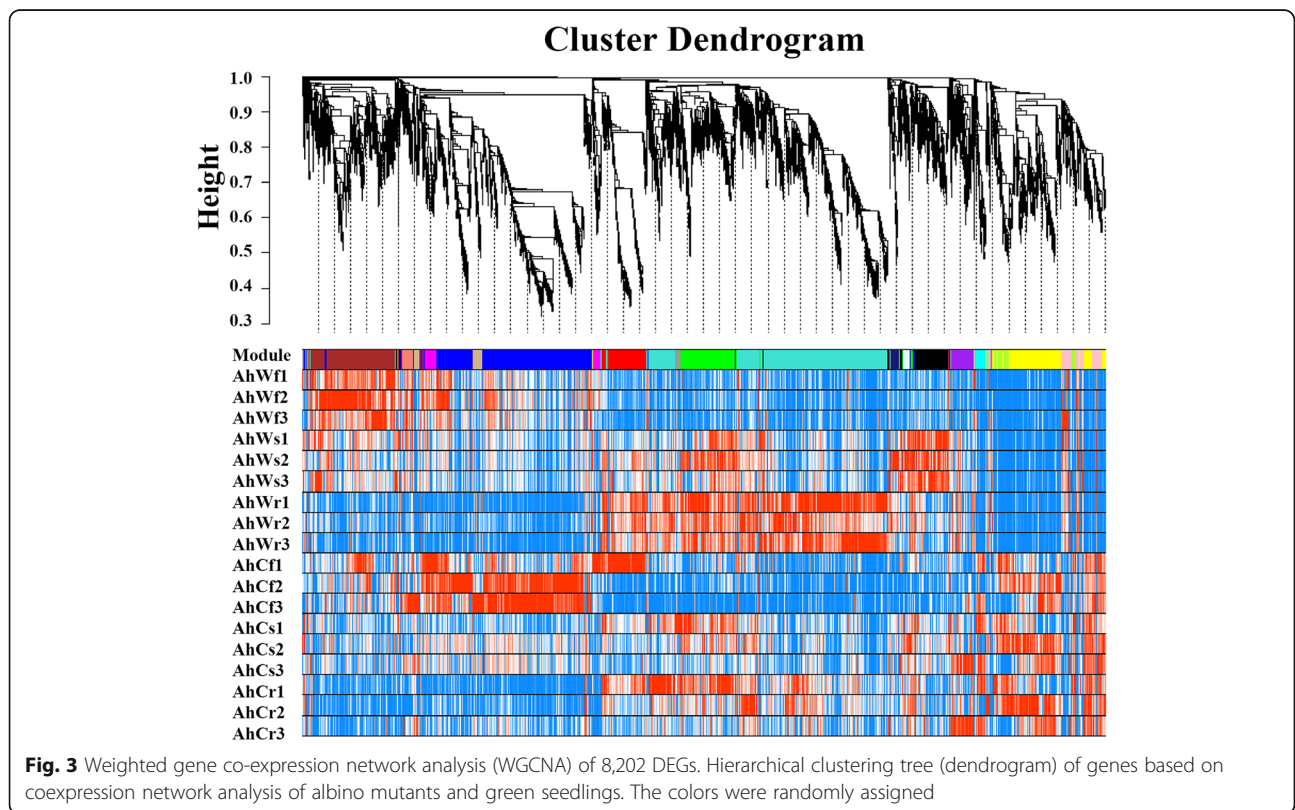 Cluster Dendrogram
Height
1.0
0.9
0.8
0.7
0.6
0.5
0.4
0.3
Module
AhWf1
AhWf2
AhWf3
AhWs1
AhWs2
AhWs3
AhWr1
AhWr2
AhWr3
AhCf1
AhCf2
AhCf3
AhCs1
AhCs2
AhCs3
AhCr1
AhCr2
AhCr3
Fig. 3 Weighted gene co-expression network analysis (WGCNA) of 8,202 DEGs. Hierarchical clustering tree (dendrogram) of genes based on
coexpression network analysis of albino mutants and green seedlings. The colors were randomly assigned